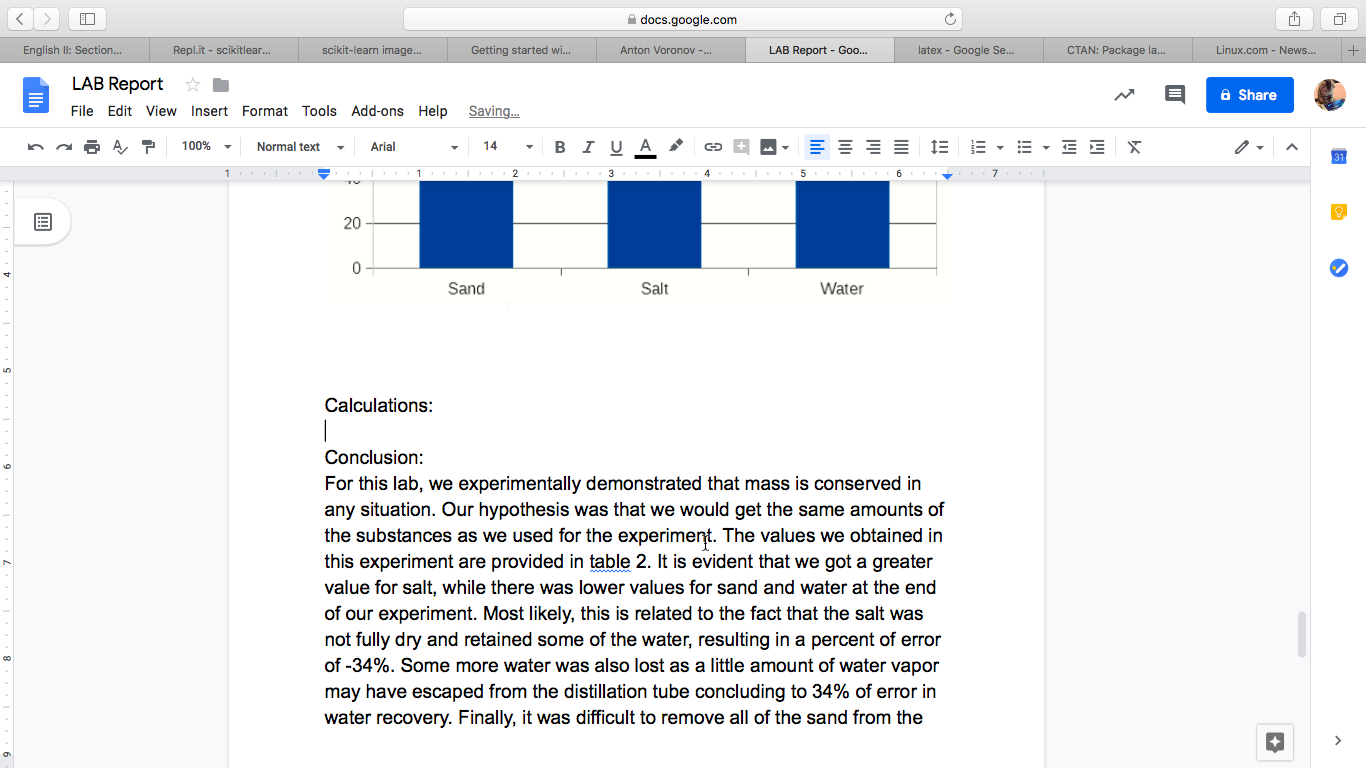 docs.google.com
English II: Section... Repl.it - scikitlear... scikit-learn image... Getting started wi... Anton Voronov -... LAB Report - Goo... latex - Google Se... CTAN: Package la... Linux.com - News...
LAB Report
File Edit View Insert Format Tools Add-ons Help Saving...
Share
100% Normal text Arial 14 B I U A
1 1 2 3 4 5 6 7
31
20
0
Sand Salt Water
4
5
6
7
8
9
Calculations:
Conclusion:
For this lab, we experimentally demonstrated that mass is conserved in
any situation. Our hypothesis was that we would get the same amounts of
the substances as we used for the experiment. The values we obtained in
this experiment are provided in table 2. It is evident that we got a greater
value for salt, while there was lower values for sand and water at the end
of our experiment. Most likely, this is related to the fact that the salt was
not fully dry and retained some of the water, resulting in a percent of error
of -34%. Some more water was also lost as a little amount of water vapor
may have escaped from the distillation tube concluding to 34% of error in
water recovery. Finally, it was difficult to remove all of the sand from the